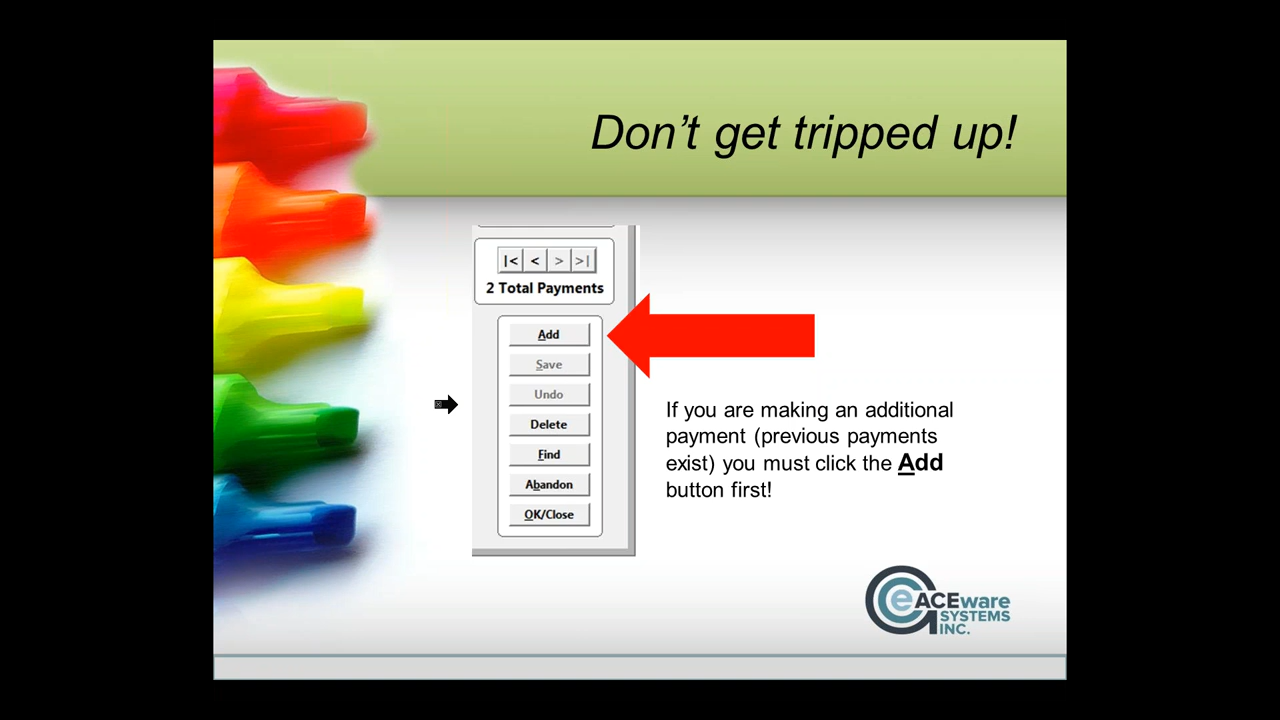 Don't get tripped up!
|< < > >|
2 Total Payments
Add
Save
Undo
Delete
Find
Abandon
OK/Close
If you are making an additional
payment (previous payments
exist) you must click the Add
button first!
e ACEware
SYSTEMS
INC.